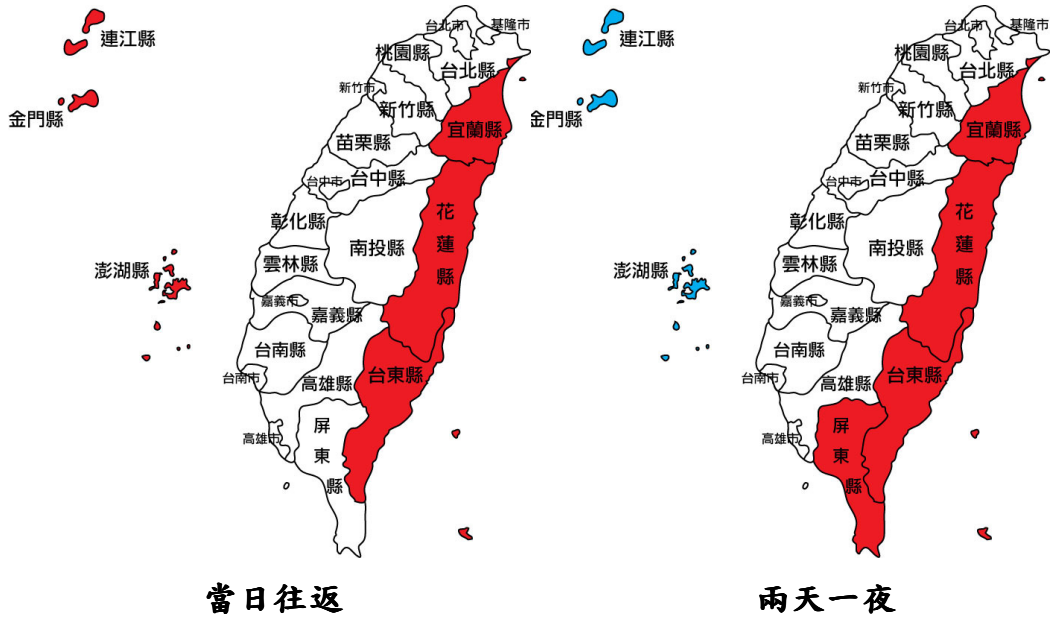 連江縣
金門縣
澎湖縣
台北市
基隆市
桃園縣
台北縣
新竹市
新竹縣
宜蘭縣
苗栗縣
台中市
台中縣
彰化縣
南投縣
花蓮縣
雲林縣
嘉義市
嘉義縣
台南縣
台南市
高雄縣
台東縣
高雄市
屏東縣
當日往返
連江縣
金門縣
澎湖縣
台北市
基隆市
桃園縣
台北縣
新竹市
新竹縣
宜蘭縣
苗栗縣
台中市
台中縣
彰化縣
南投縣
花蓮縣
雲林縣
嘉義市
嘉義縣
台南縣
台南市
高雄縣
台東縣
高雄市
屏東縣
兩天一夜